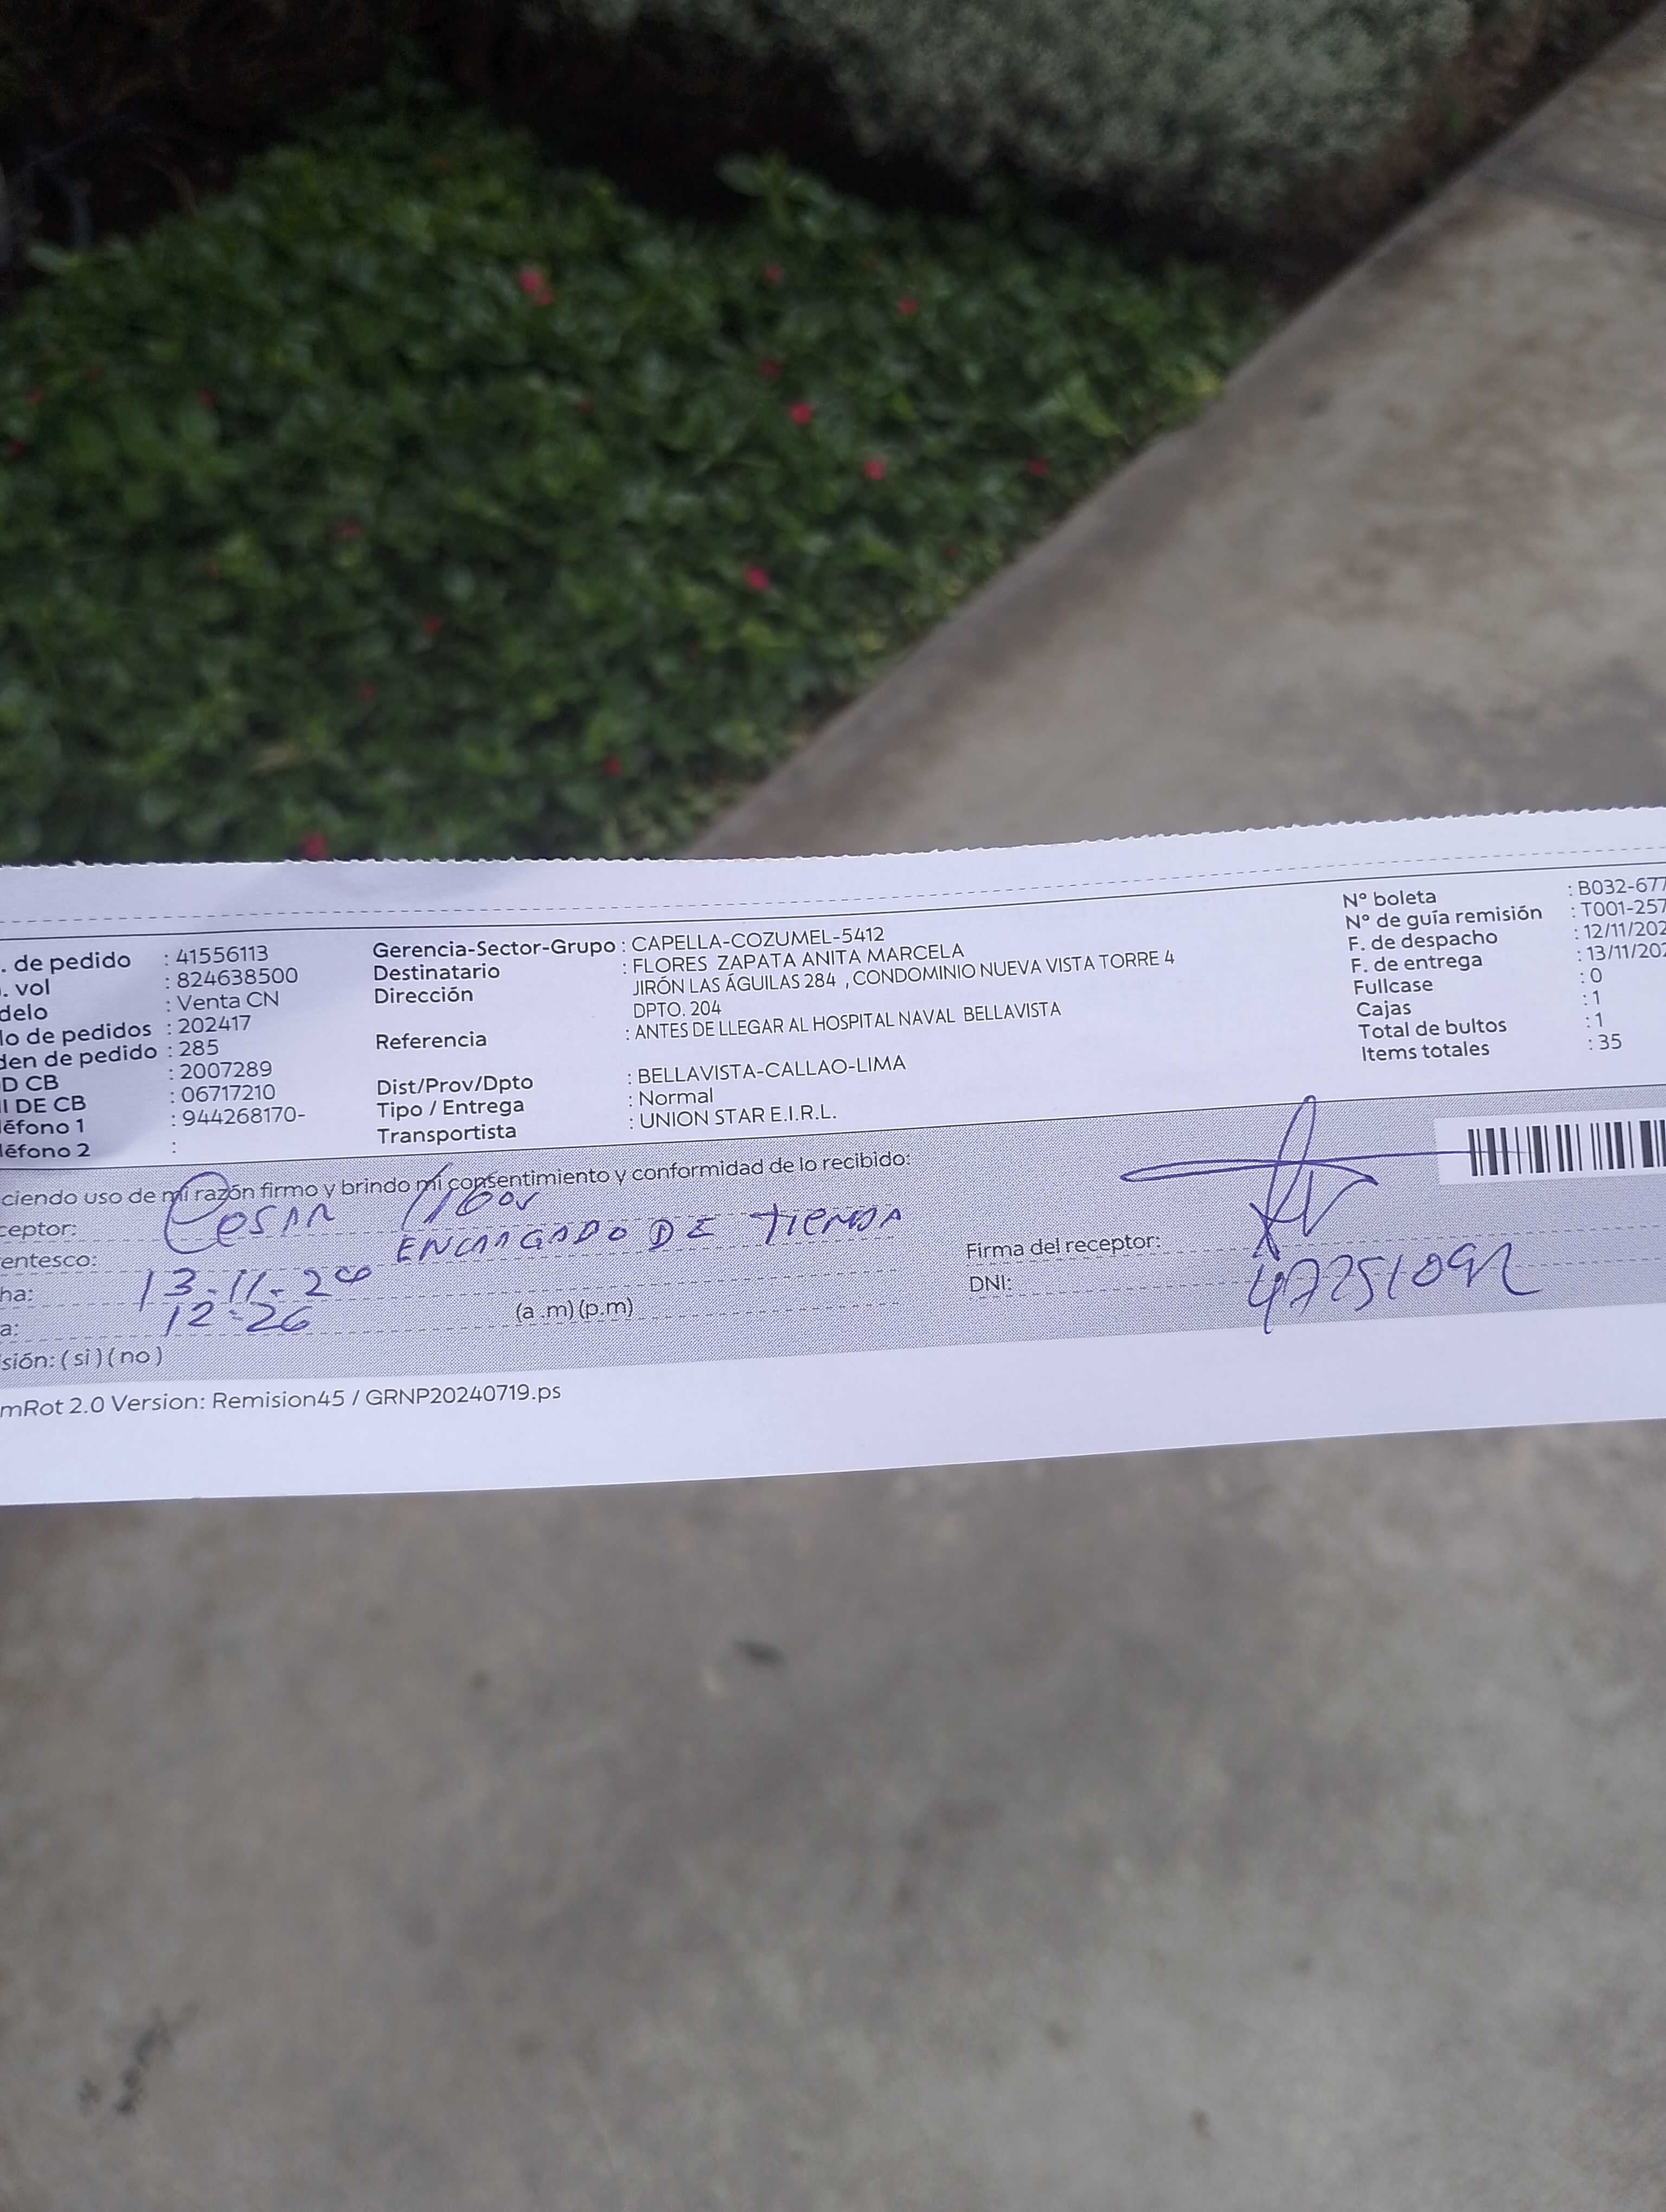 . de pedido : 41556113
. vol : 824638500
delo : Venta CN
lo de pedidos : 202417
den de pedido : 285
D CB : 2007289
I DE CB : 06717210
léfono 1 : 944268170-
léfono 2 :
Gerencia-Sector-Grupo : CAPELLA-COZUMEL-5412
Destinatario : FLORES ZAPATA ANITA MARCELA
Dirección JIRÓN LAS ÁGUILAS 284 , CONDOMINIO NUEVA VISTA TORRE 4
DPTO. 204
Referencia : ANTES DE LLEGAR AL HOSPITAL NAVAL BELLAVISTA
Dist/Prov/Dpto : BELLAVISTA-CALLAO-LIMA
Tipo / Entrega : Normal
Transportista : UNION STAR E.I.R.L.
N° boleta : B032-677
N° de guía remisión : T001-257
F. de despacho : 12/11/202
F. de entrega : 13/11/202
Fullcase : 0
Cajas : 1
Total de bultos : 1
Items totales : 35
ciendo uso de mi razón firmo y brindo mi consentimiento y conformidad de lo recibido:
ceptor: Cesar
entesco: ENCARGADO DE TIENDA
ha: 13-11-24
a: 12:26 (a .m) (p.m)
sión: ( si ) ( no )
Firma del receptor:
DNI: 47251092
mRot 2.0 Version: Remision45 / GRNP20240719.ps